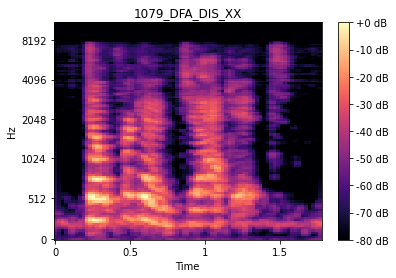 1079_DFA_DIS_XX
+0 dB
8192
-10 dB
4096
-20 dB
-30 dB
2048
Hz
-40 dB
1024
-50 dB
512
-60 dB
-70 dB
0
-80 dB
0
0.5
1
1.5
Time